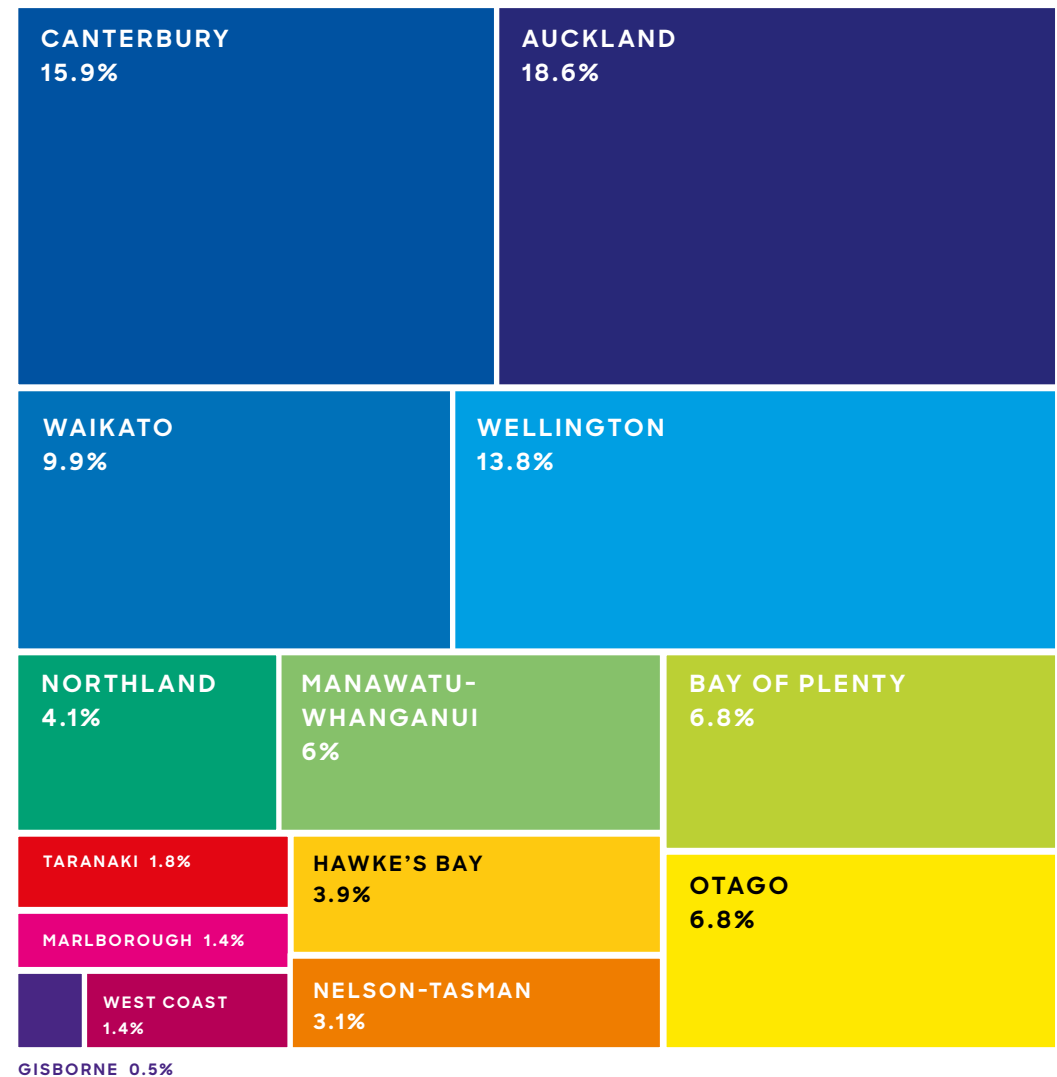 CANTERBURY
15.9%
AUCKLAND
18.6%
WAIKATO
9.9%
WELLINGTON
13.8%
NORTHLAND
4.1%
MANAWATU-
WHANGANUI
6%
BAY OF PLENTY
6.8%
TARANAKI 1.8%
HAWKE’S BAY
3.9%
OTAGO
6.8%
MARLBOROUGH 1.4%
NELSON-TASMAN
3.1%
WEST COAST
1.4%
GISBORNE 0.5%